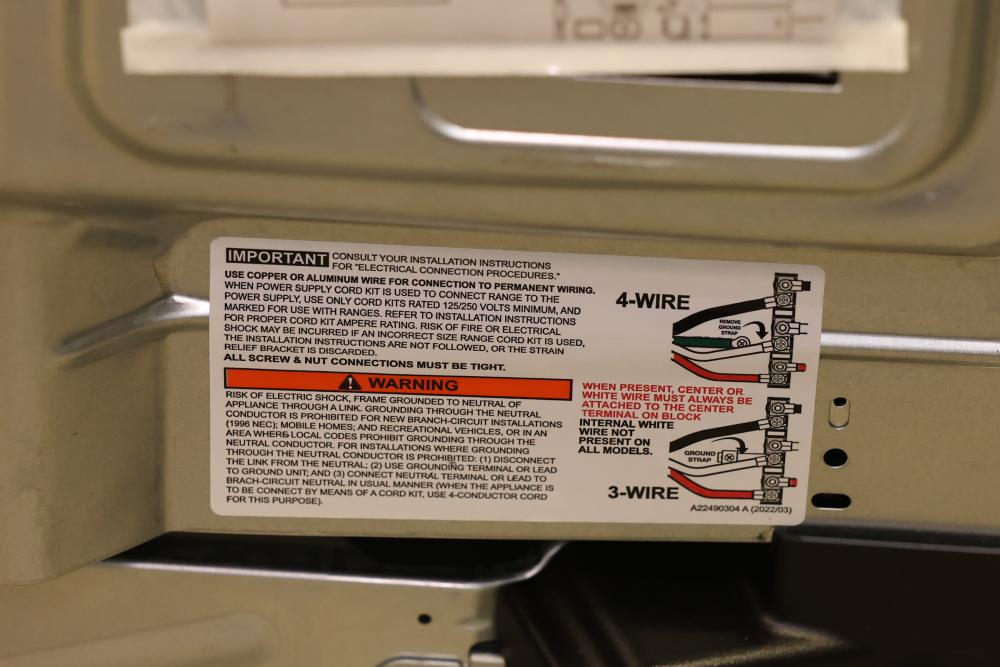 IMPORTANT CONSULT YOUR INSTALLATION INSTRUCTIONS
FOR "ELECTRICAL CONNECTION PROCEDURES."
USE COPPER OR ALUMINUM WIRE FOR CONNECTION TO PERMANENT WIRING.
WHEN POWER SUPPLY CORD KIT IS USED TO CONNECT RANGE TO THE
POWER SUPPLY, USE ONLY CORD KITS RATED 125/250 VOLTS MINIMUM, AND
MARKED FOR USE WITH RANGES. REFER TO INSTALLATION INSTRUCTIONS
FOR PROPER CORD KIT AMPERE RATING. RISK OF FIRE OR ELECTRICAL
SHOCK MAY BE INCURRED IF AN INCORRECT SIZE RANGE CORD KIT IS USED,
THE INSTALLATION INSTRUCTIONS ARE NOT FOLLOWED, OR THE STRAIN
RELIEF BRACKET IS DISCARDED.
ALL SCREW & NUT CONNECTIONS MUST BE TIGHT.
WARNING
RISK OF ELECTRIC SHOCK, FRAME GROUNDED TO NEUTRAL OF
APPLIANCE THROUGH A LINK. GROUNDING THROUGH THE NEUTRAL
CONDUCTOR IS PROHIBITED FOR NEW BRANCH-CIRCUIT INSTALLATIONS
(1996 NEC); MOBILE HOMES; AND RECREATIONAL VEHICLES, OR IN AN
AREA WHERE LOCAL CODES PROHIBIT GROUNDING THROUGH THE
NEUTRAL CONDUCTOR. FOR INSTALLATIONS WHERE GROUNDING
THROUGH THE NEUTRAL CONDUCTOR IS PROHIBITED: (1) DISCONNECT
THE LINK FROM THE NEUTRAL; (2) USE GROUNDING TERMINAL OR LEAD
TO GROUND UNIT; AND (3) CONNECT NEUTRAL TERMINAL OR LEAD TO
BRACH-CIRCUIT NEUTRAL IN USUAL MANNER (WHEN THE APPLIANCE IS
TO BE CONNECT BY MEANS OF A CORD KIT, USE 4-CONDUCTOR CORD
FOR THIS PURPOSE).
4-WIRE
REMOVE
GROUND
STRAP
WHEN PRESENT, CENTER OR
WHITE WIRE MUST ALWAYS BE
ATTACHED TO THE CENTER
TERMINAL ON BLOCK
INTERNAL WHITE
WIRE NOT
PRESENT ON
ALL MODELS.
GROUND
STRAP
3-WIRE
A22490304 A (2022/03)